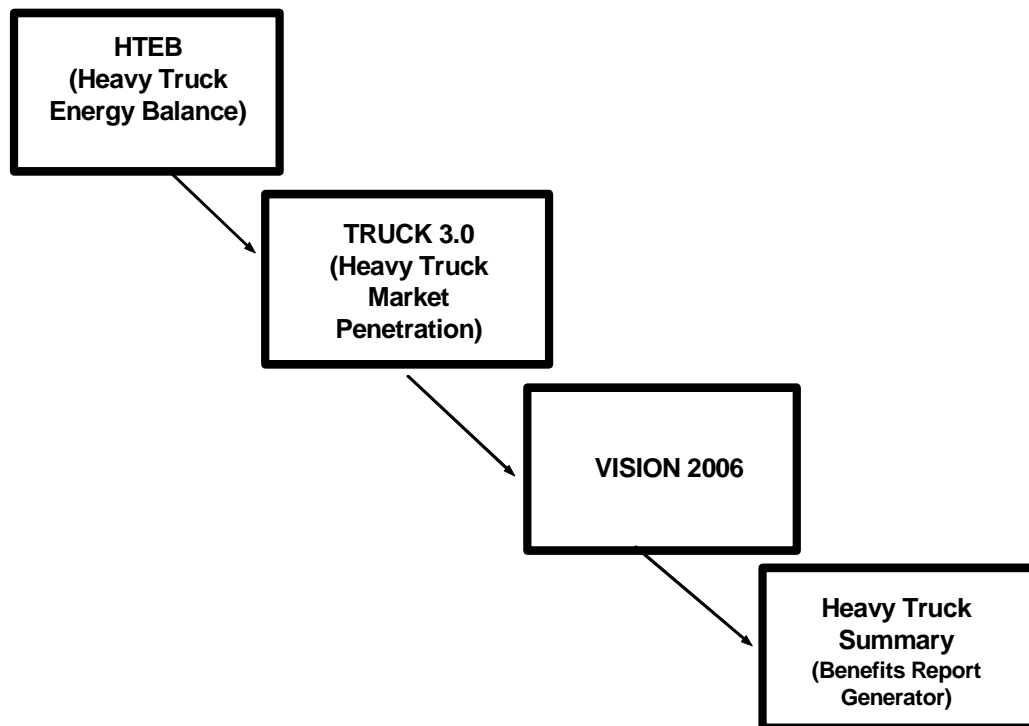 HTEB
(Heavy Truck
Energy Balance)
TRUCK 3.0
(Heavy Truck
Market
Penetration)
VISION 2006
Heavy Truck
Summary
(Benefits Report
Generator)